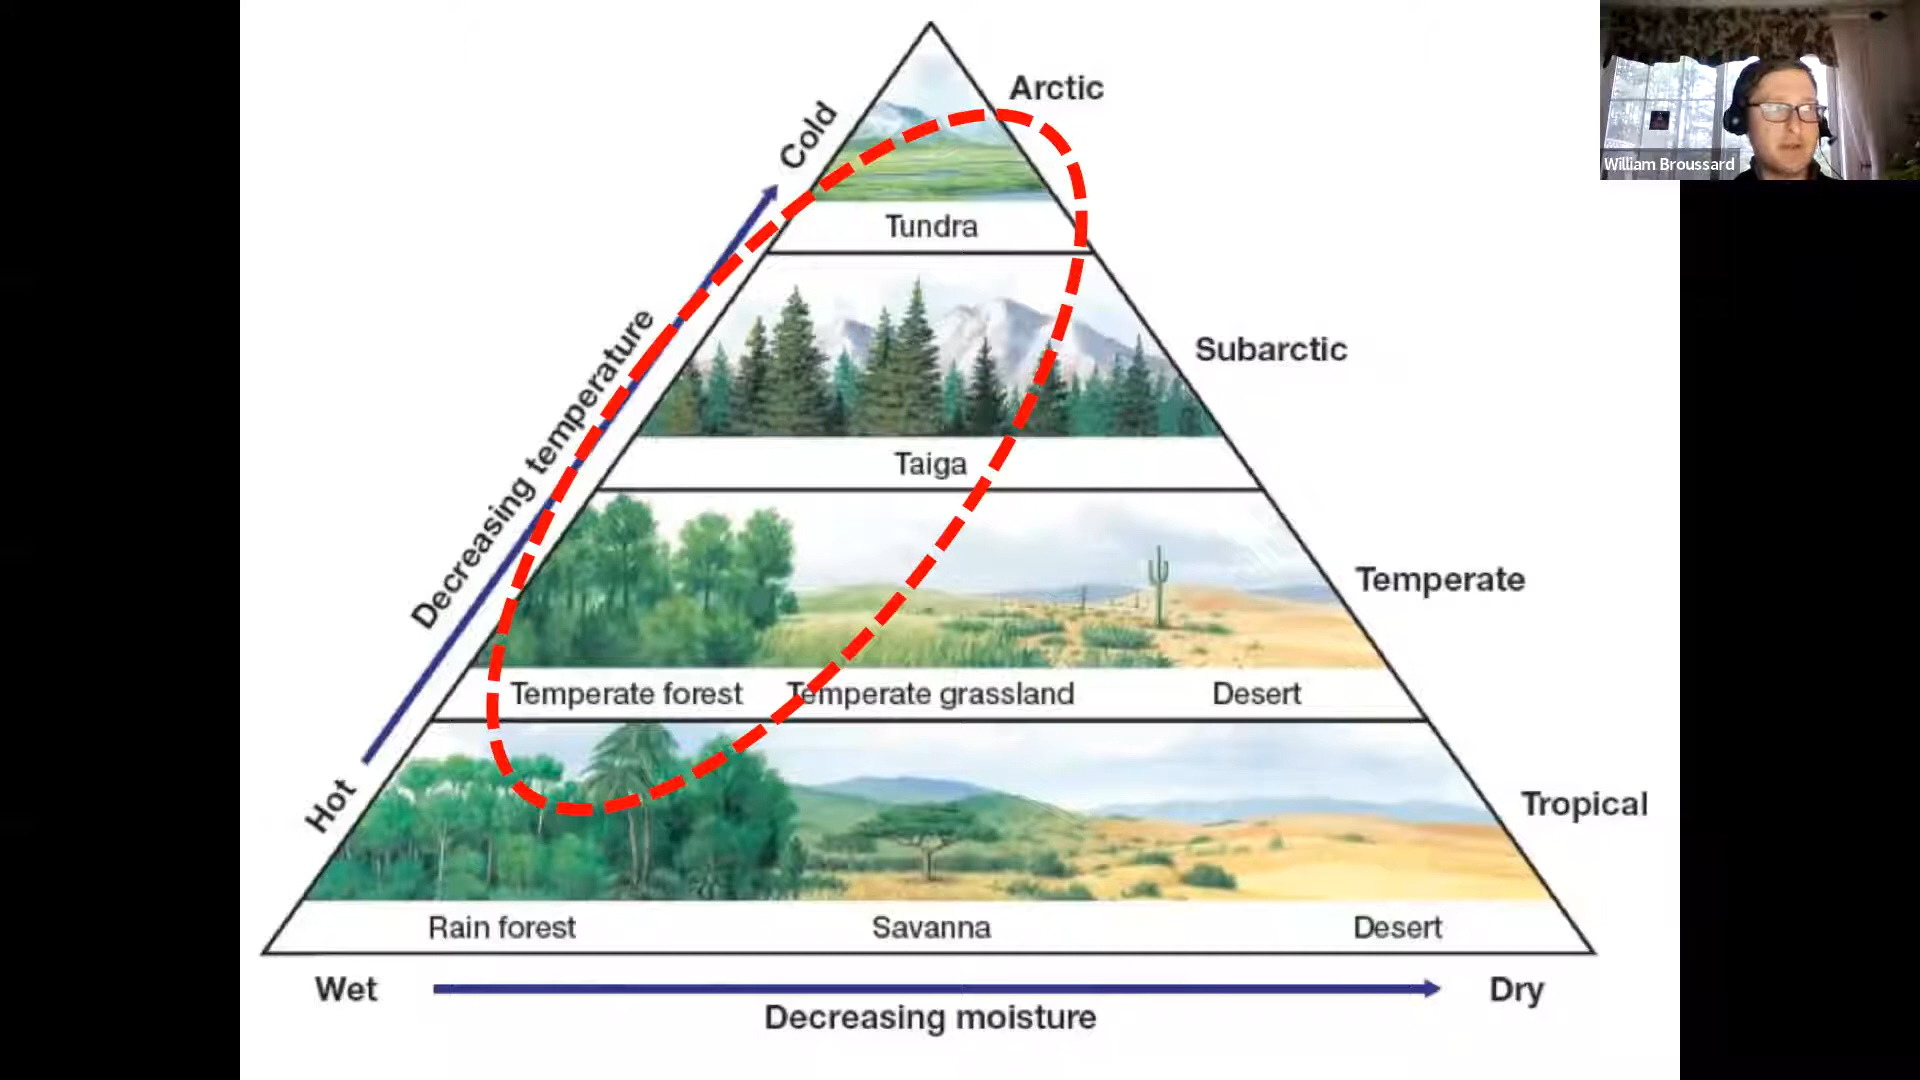 Arctic
William Broussard
Cold
Tundra
Decreasing temperature
Subarctic
Taiga
Temperate
Temperate forest
Temperate grassland
Desert
Hot
Tropical
Rain forest
Savanna
Desert
Wet
Dry
Decreasing moisture